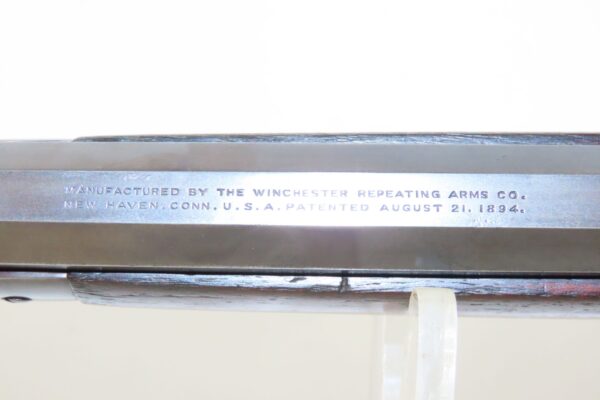 MANUFACTURED BY THE WINCHESTER REPEATING ARMS CO.
NEW HAVEN. CONN. U.S.A. PATENTED AUGUST 21. 1894.